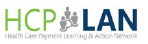 HCP LAN
Health Care Payment Learning & Action Network